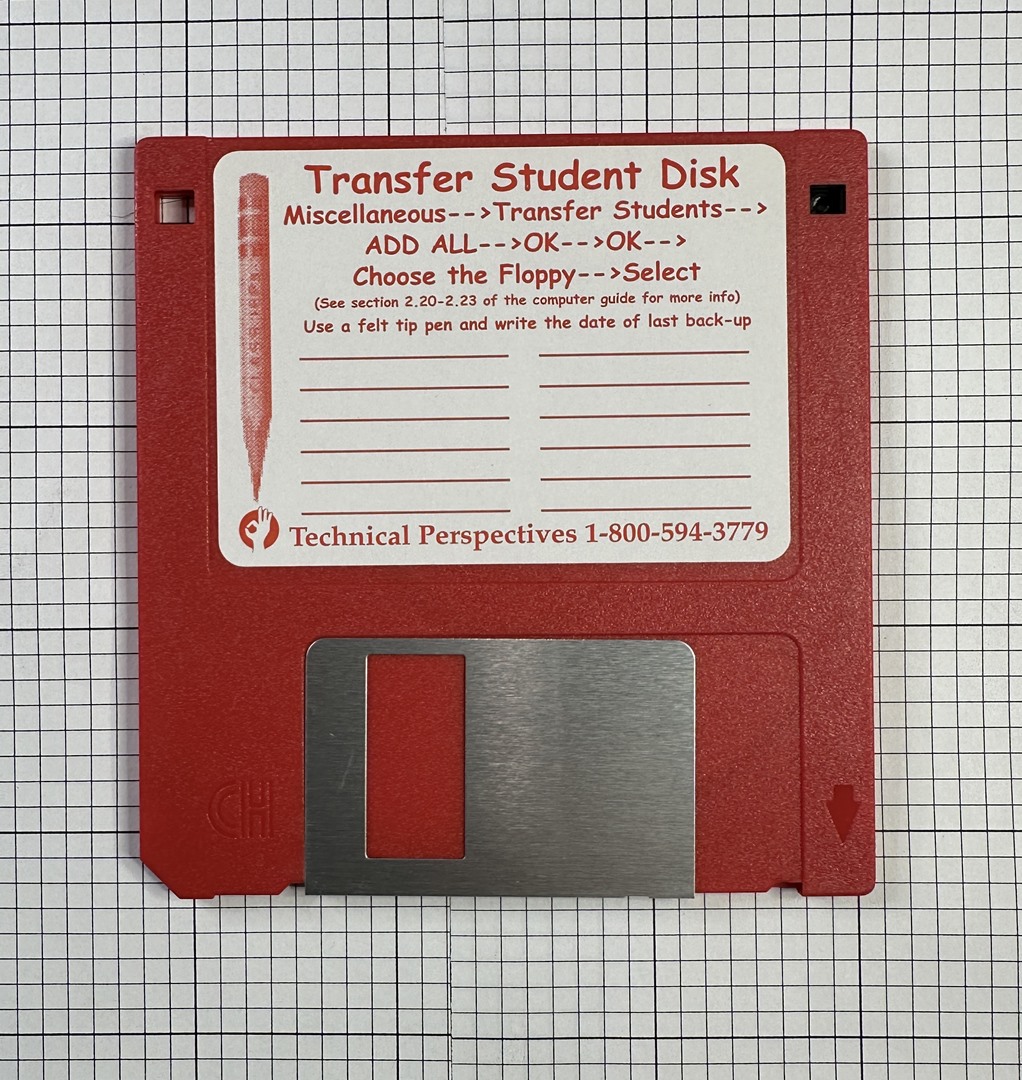 Transfer Student Disk
Miscellaneous-->Transfer Students-->
ADD ALL-->OK-->OK-->
Choose the Floppy-->Select
(See section 2.20-2.23 of the computer guide for more info)
Use a felt tip pen and write the date of last back-up
Technical Perspectives 1-800-594-3779
CH